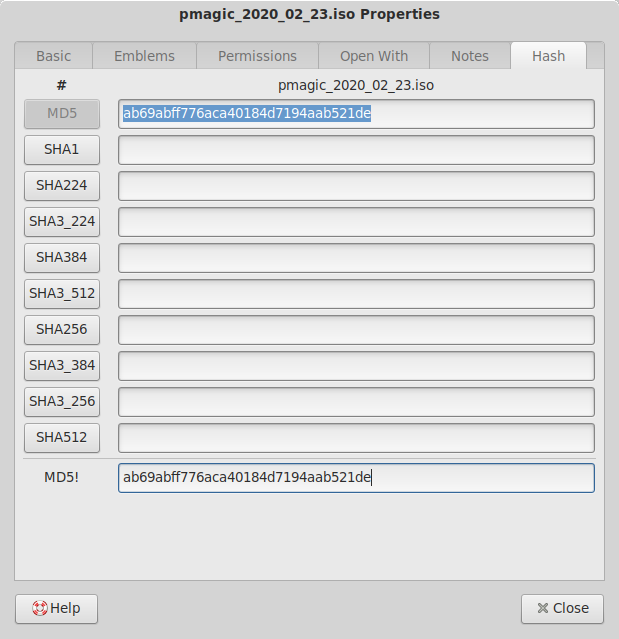 pmagic_2020_02_23.iso Properties
Basic Emblems Permissions Open With Notes Hash
# pmagic_2020_02_23.iso
MD5 ab69abff776aca40184d7194aab521de
SHA1
SHA224
SHA3_224
SHA384
SHA3_512
SHA256
SHA3_384
SHA3_256
SHA512
MD5! ab69abff776aca40184d7194aab521de
Help Close